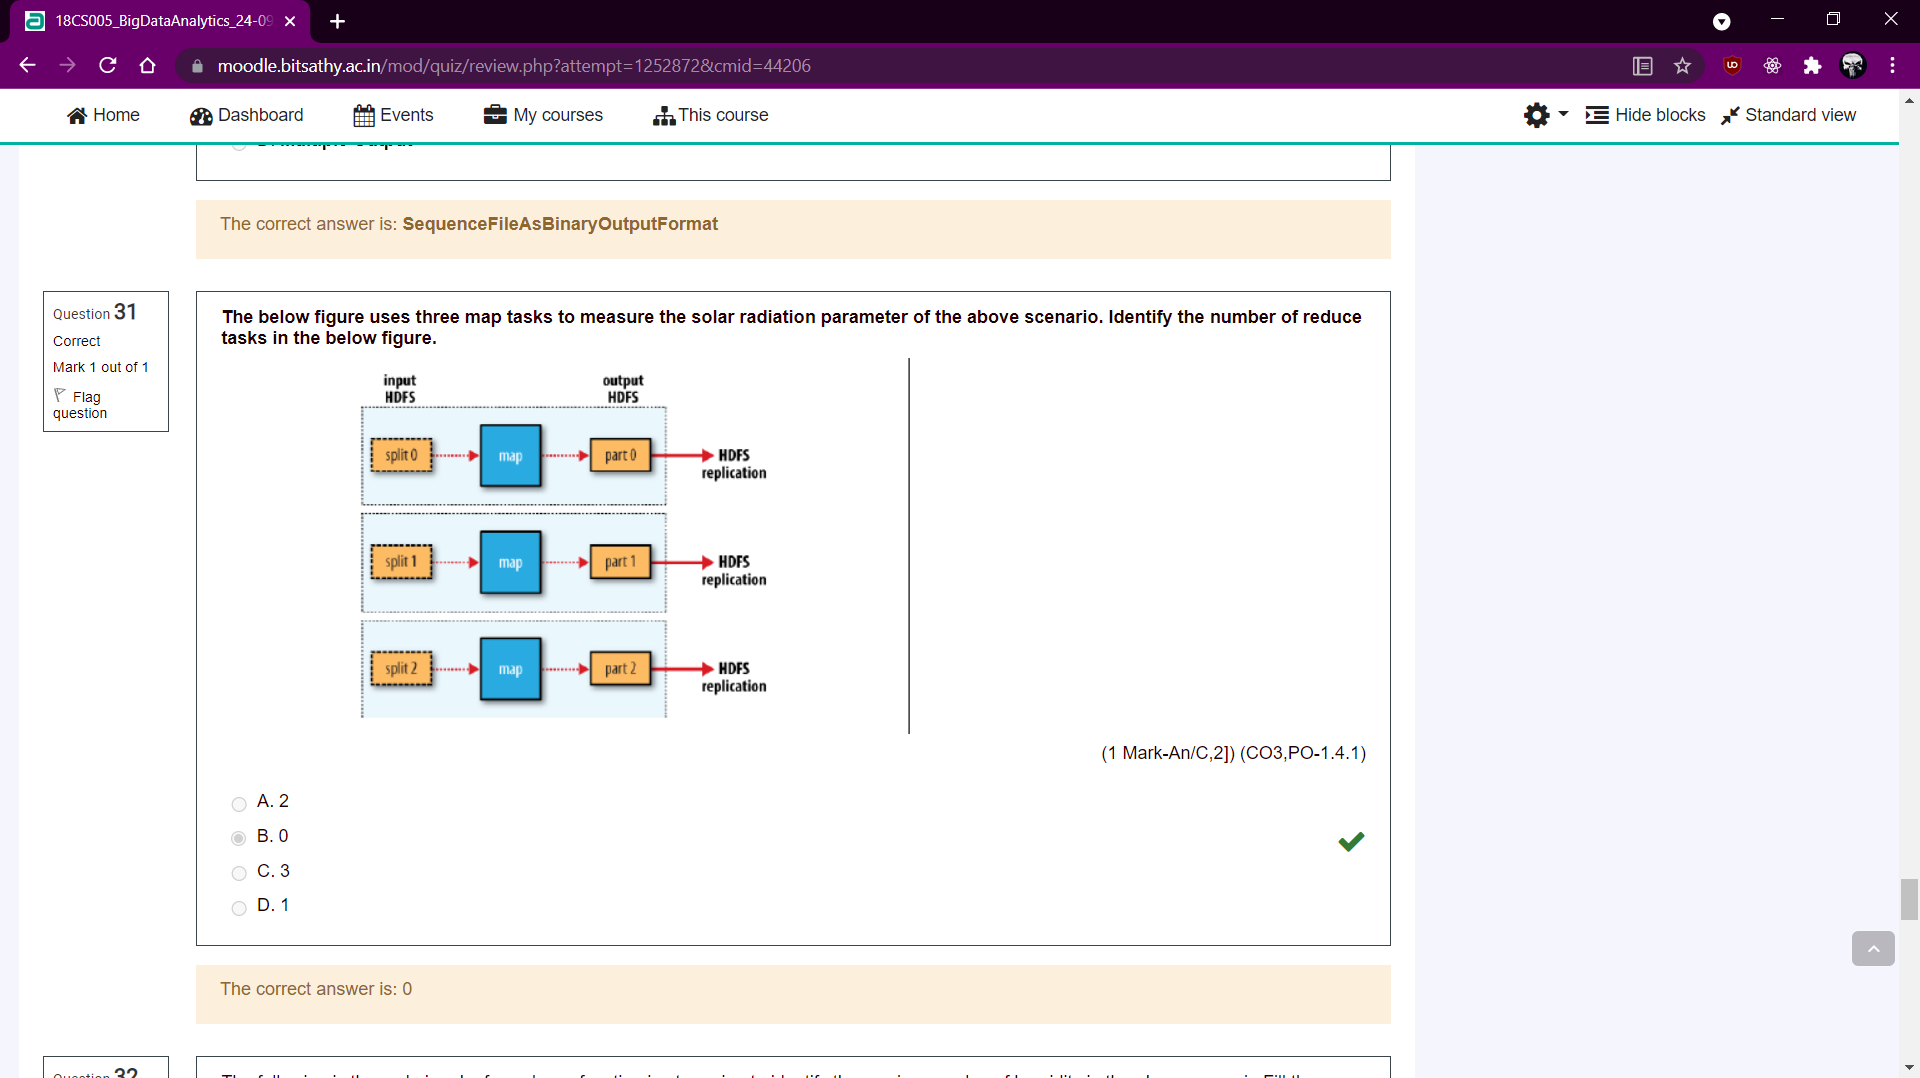 18CS005_BigDataAnalytics_24-09
moodle.bitsathy.ac.in/mod/quiz/review.php?attempt=1252872&cmid=44206
Home Dashboard Events My courses This course Hide blocks Standard view
The correct answer is: SequenceFileAsBinaryOutputFormat
Question 31
Correct
Mark 1 out of 1
Flag
question
The below figure uses three map tasks to measure the solar radiation parameter of the above scenario. Identify the number of reduce
tasks in the below figure.
input
HDFS
output
HDFS
split 0 map part 0 HDFS
replication
split 1 map part 1 HDFS
replication
split 2 map part 2 HDFS
replication
(1 Mark-An/C,2]) (CO3,PO-1.4.1)
A. 2
B. 0
C. 3
D. 1
The correct answer is: 0
Question 32